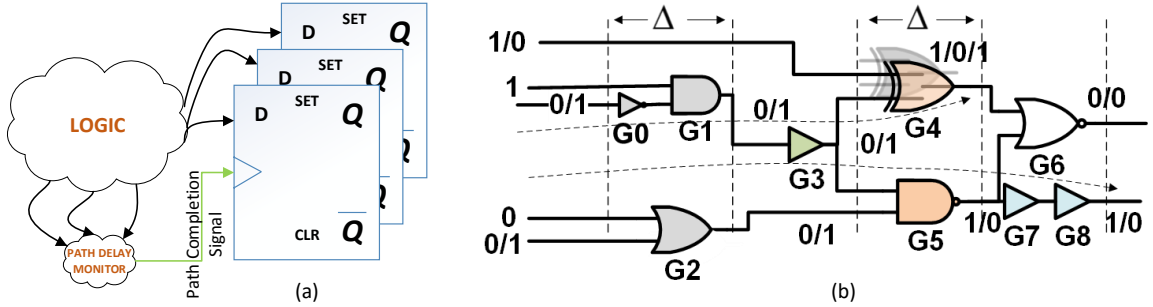 LOGIC
PATH DELAY
MONITOR
Path Completion
Signal
SET
D
Q
SET
D
Q
Q
SET
D
Q
Q
CLR
Q
(a)
Δ
Δ
1/0
1/0/1
1
0/1
G0
G1
0/1
G3
0/1
G4
0/0
G6
0
0/1
G2
0/1
G5
1/0
G7
G8
1/0
(b)